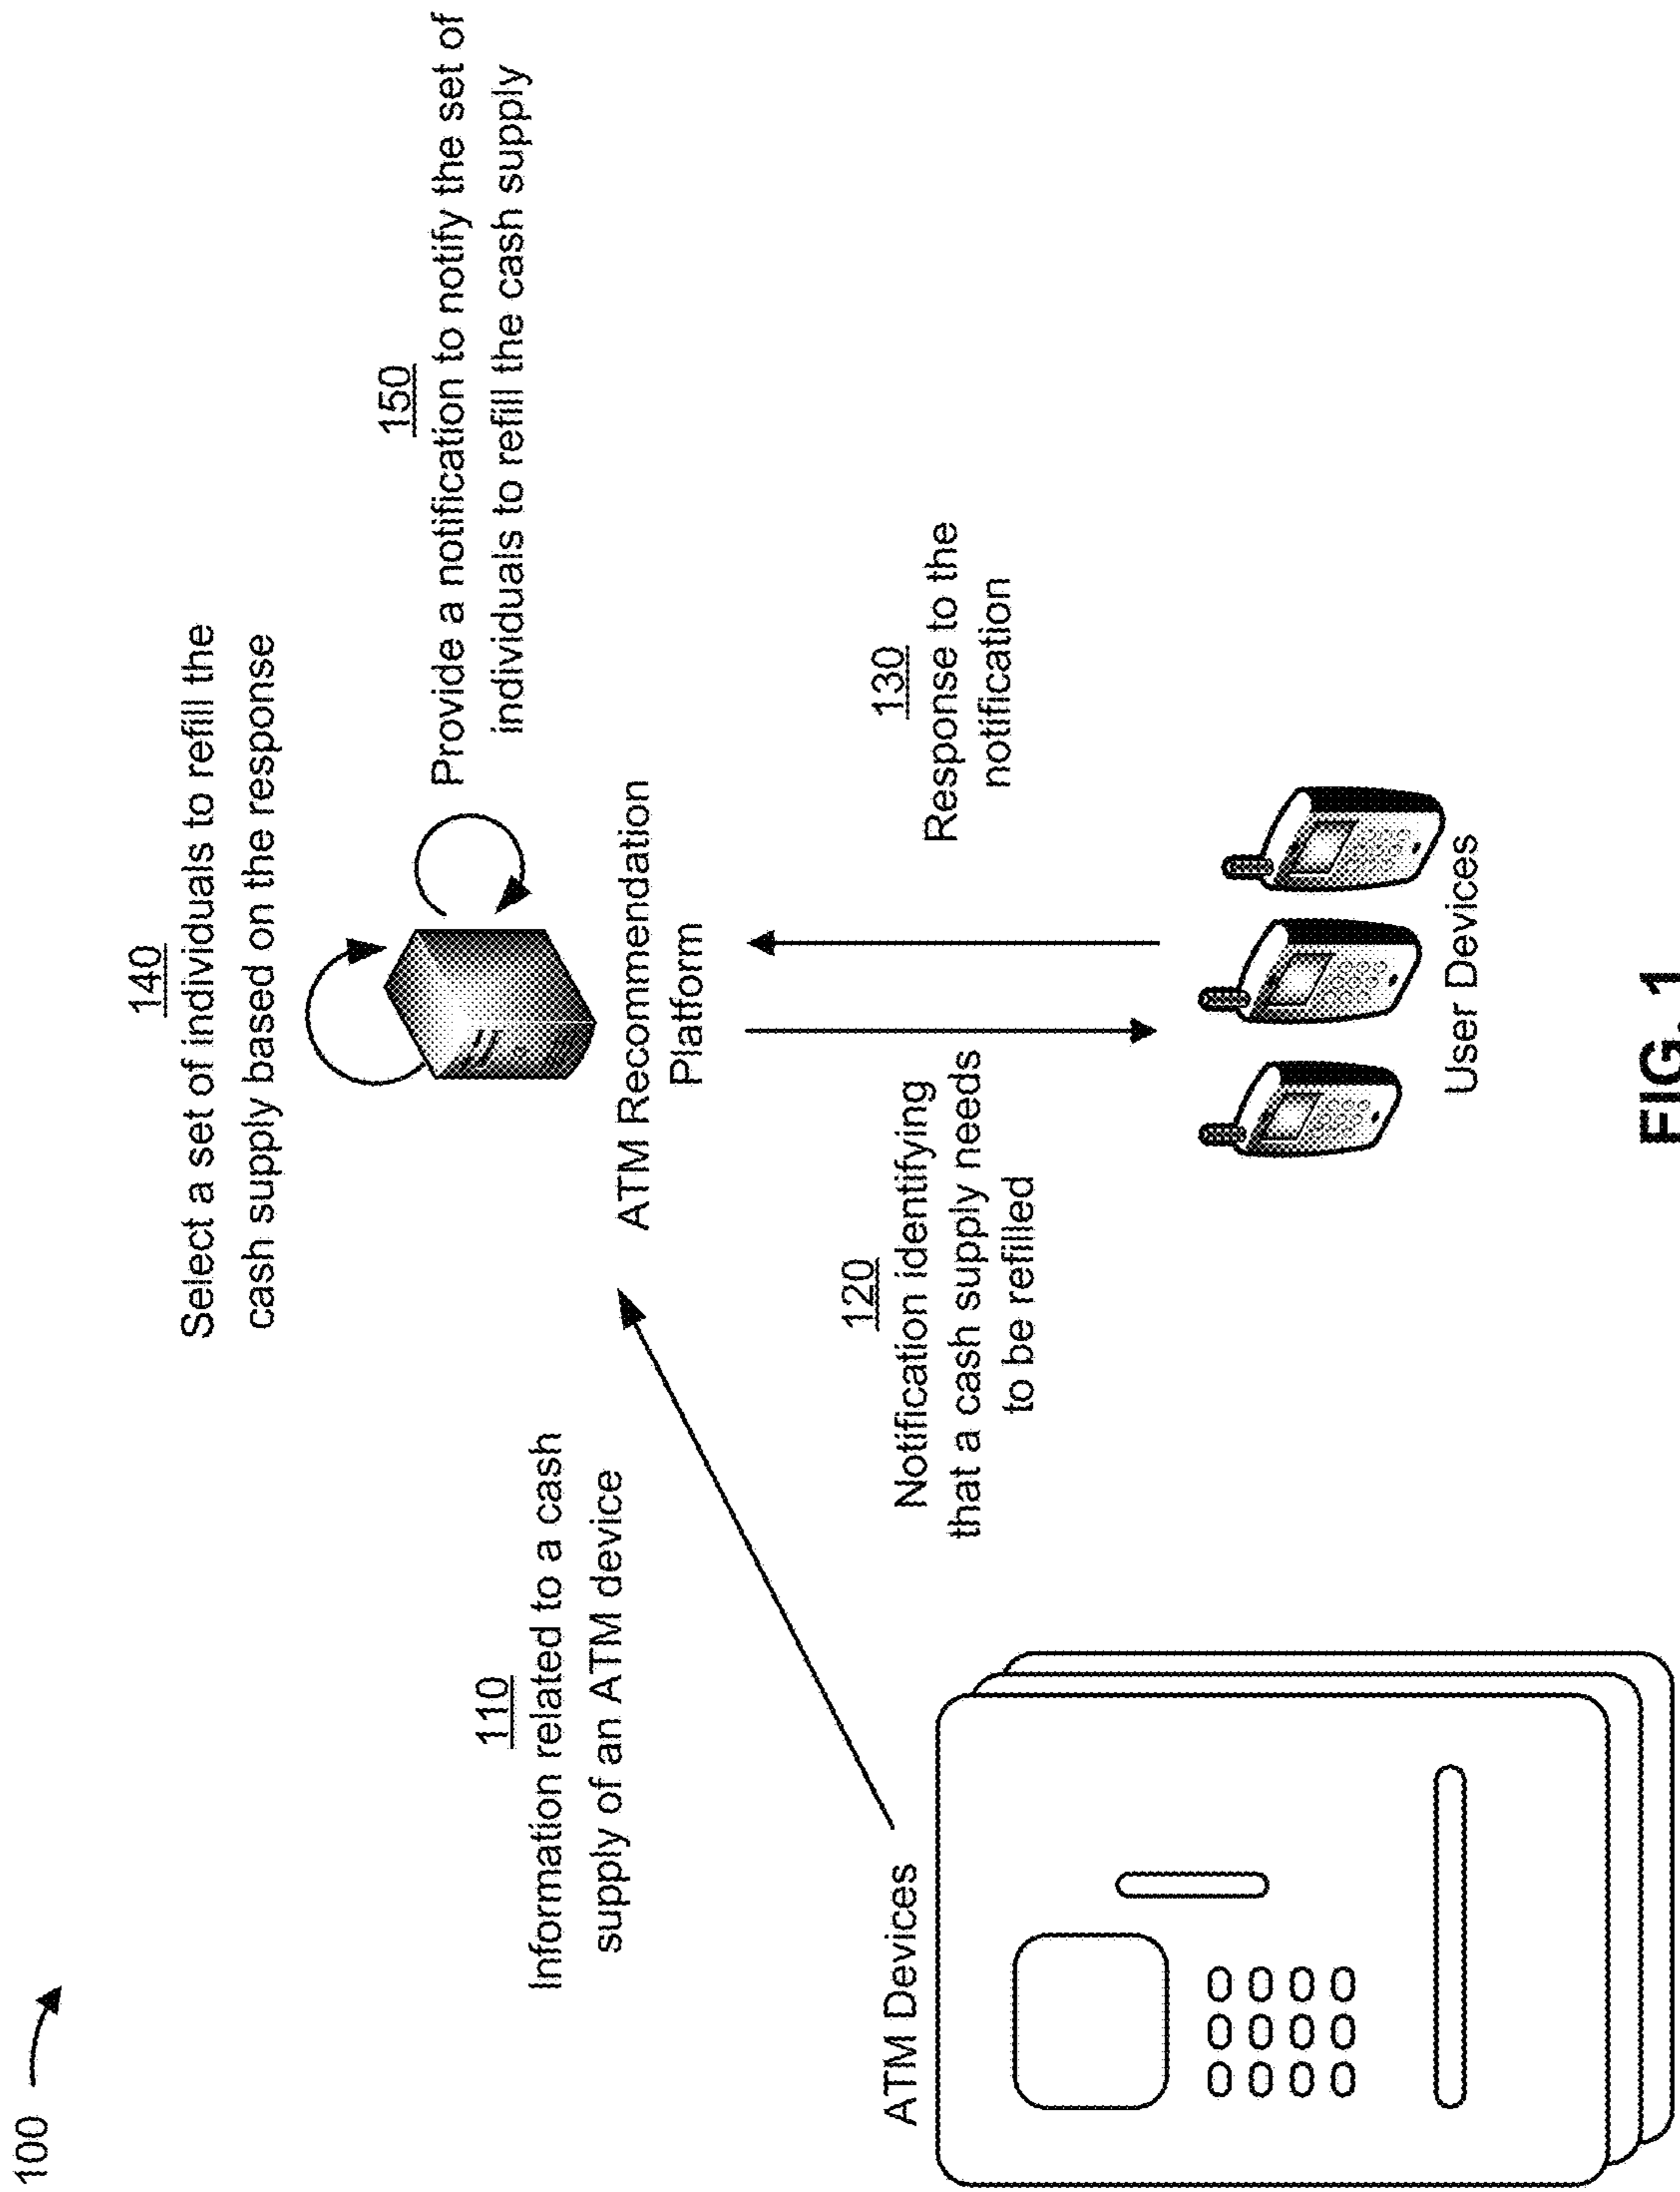 100
140
Select a set of individuals to refill the
cash supply based on the response
150
Provide a notification to notify the set of
individuals to refill the cash supply
110
Information related to a cash
supply of an ATM device
ATM Recommendation
Platform
120
Notification identifying
that a cash supply needs
to be refilled
130
Response to the
notification
ATM Devices
User Devices
FIG. 1